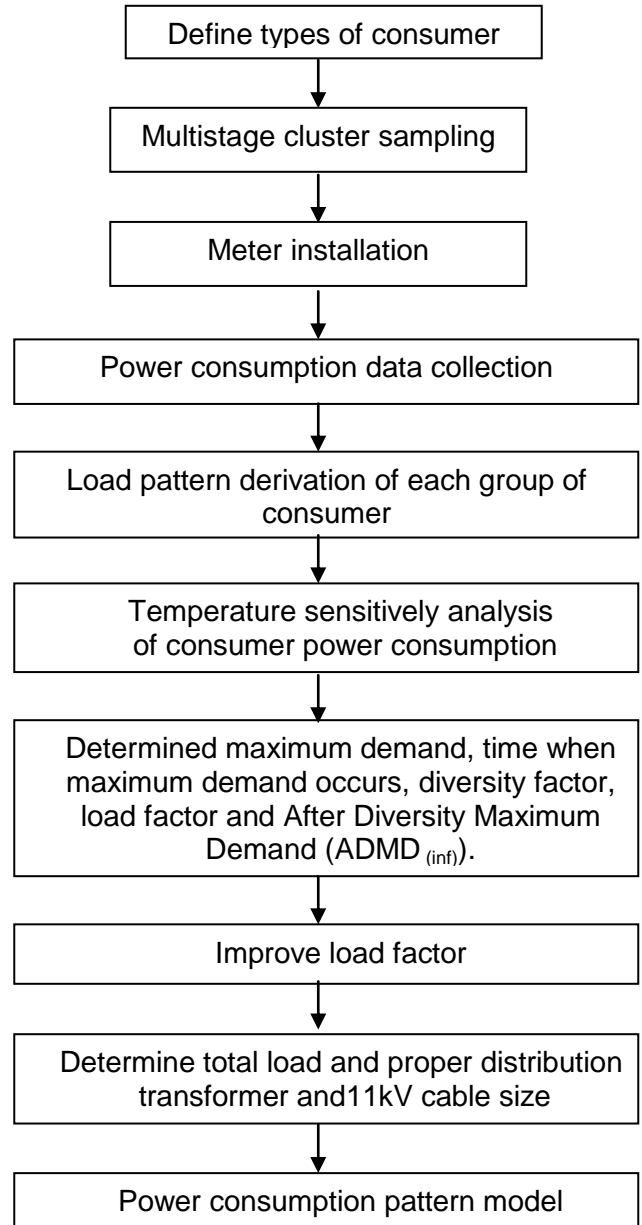 Define types of consumer
Multistage cluster sampling
Meter installation
Power consumption data collection
Load pattern derivation of each group of
consumer
Temperature sensitively analysis
of consumer power consumption
Determined maximum demand, time when
maximum demand occurs, diversity factor,
load factor and After Diversity Maximum
Demand (ADMD (inf)).
Improve load factor
Determine total load and proper distribution
transformer and11kV cable size
Power consumption pattern model